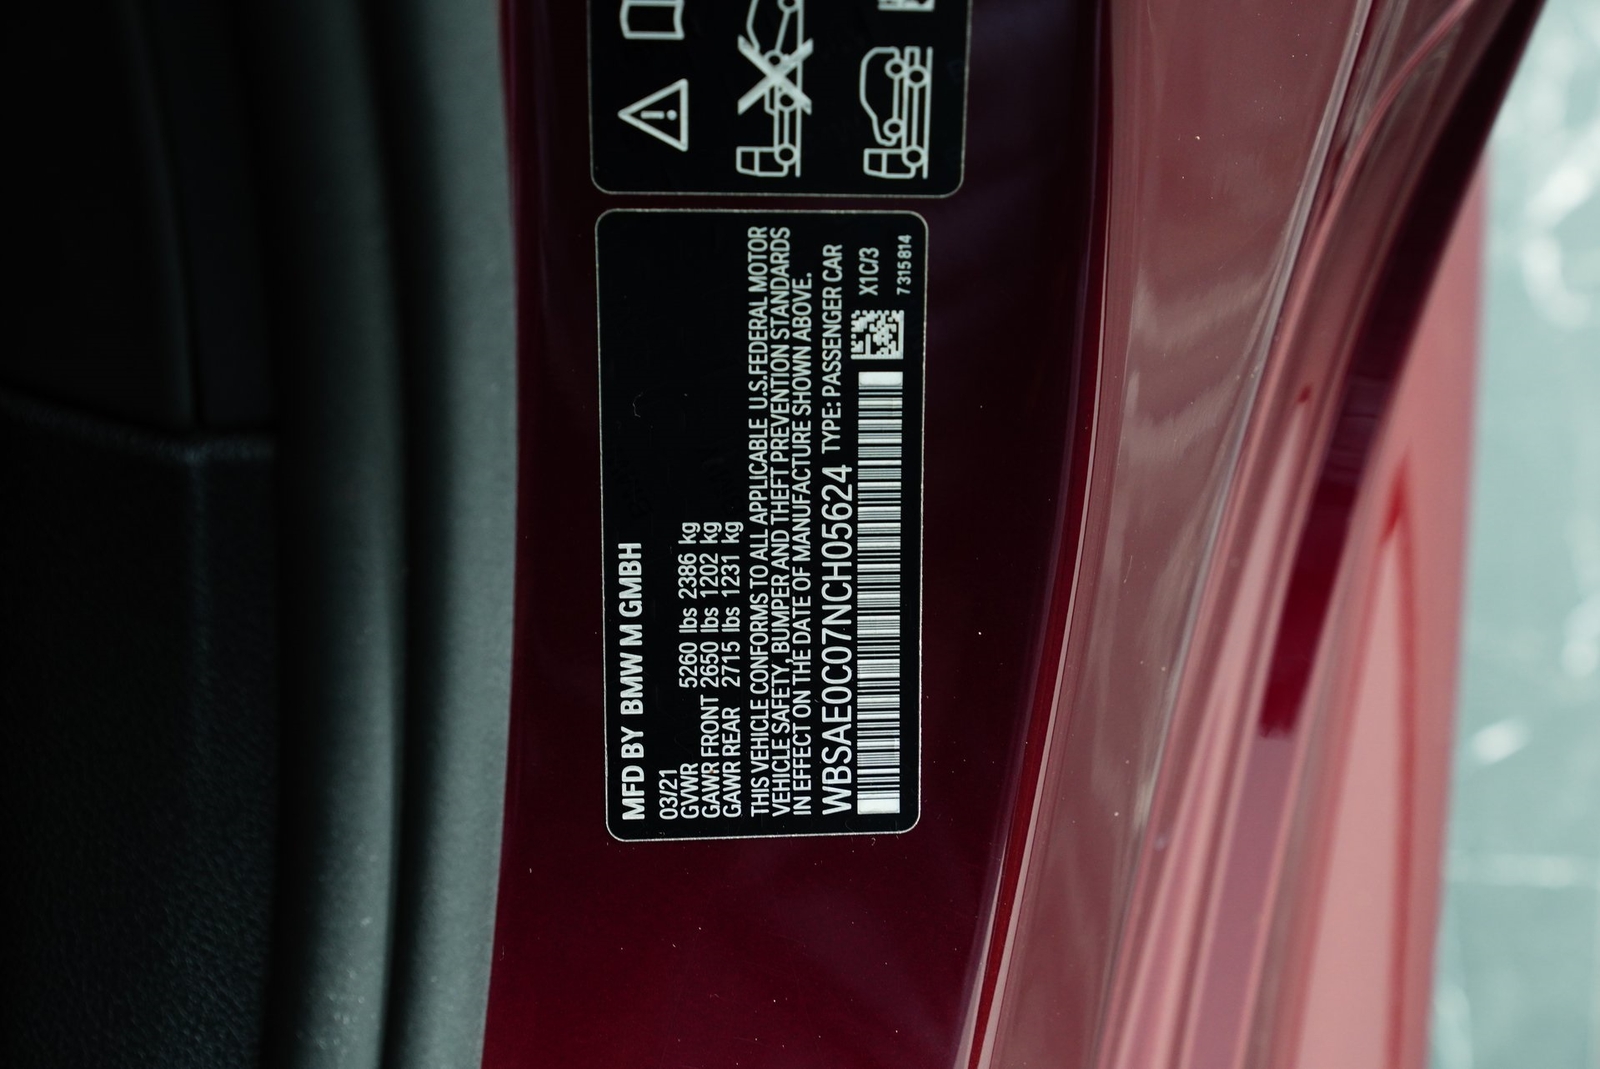 MFD BY BMW M GMBH
03/21
GVWR 5260 lbs 2386 kg
GAWR FRONT 2650 lbs 1202 kg
GAWR REAR 2715 lbs 1231 kg
THIS VEHICLE CONFORMS TO ALL APPLICABLE U.S.FEDERAL MOTOR
VEHICLE SAFETY, BUMPER AND THEFT PREVENTION STANDARDS
IN EFFECT ON THE DATE OF MANUFACTURE SHOWN ABOVE.
WBSAE0C07NCH05624 TYPE: PASSENGER CAR
X1C/3
7315814